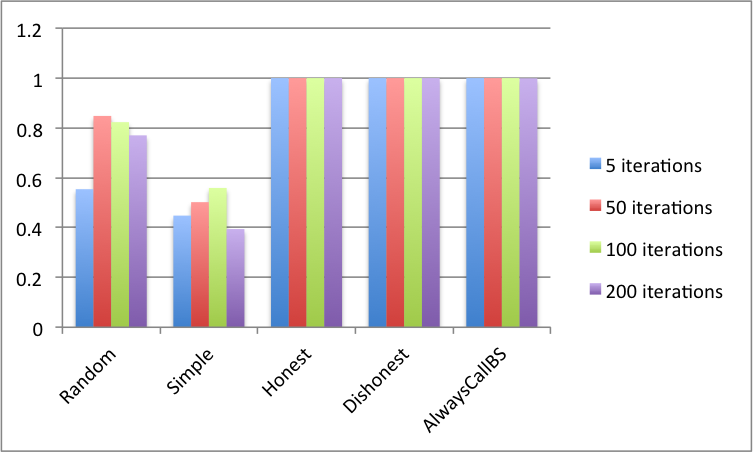 1.2
1
0.8
0.6
0.4
0.2
0
Random
Simple
Honest
Dishonest
AlwaysCallBS
5 iterations
50 iterations
100 iterations
200 iterations